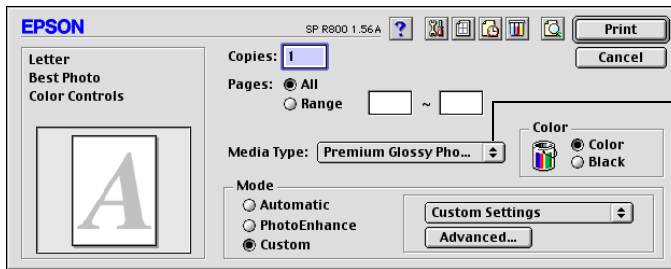 EPSON
SP R800 1.56A
?
Print
Cancel
Letter
Best Photo
Color Controls
A
Copies: 1
Pages: All
Range ~
Media Type: Premium Glossy Pho...
Color
Color
Black
Mode
Automatic
PhotoEnhance
Custom
Custom Settings
Advanced...